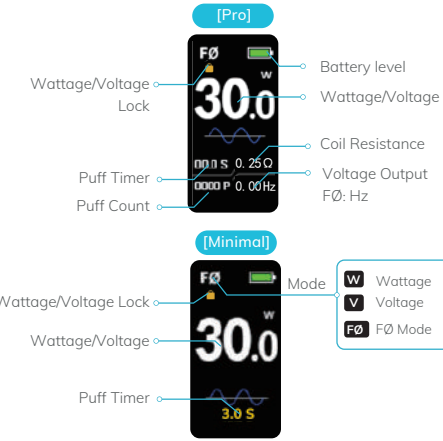 [Pro]
FØ
W
30.0
00.0 S
0.25Ω
0000 P
0.00Hz
Wattage/Voltage
Lock
Puff Timer
Puff Count
Battery level
Wattage/Voltage
Coil Resistance
Voltage Output
FØ: Hz
[Minimal]
FØ
W
30.0
3.0 S
Wattage/Voltage Lock
Wattage/Voltage
Puff Timer
Mode
W Wattage
V Voltage
FØ FØ Mode